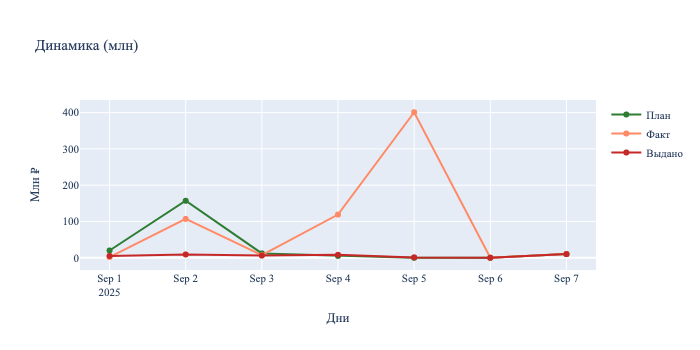 Динамика (млн)
Млн ₽
400
300
200
100
0
Sep 1
2025
Sep 2
Sep 3
Sep 4
Sep 5
Sep 6
Sep 7
Дни
План
Факт
Выдано